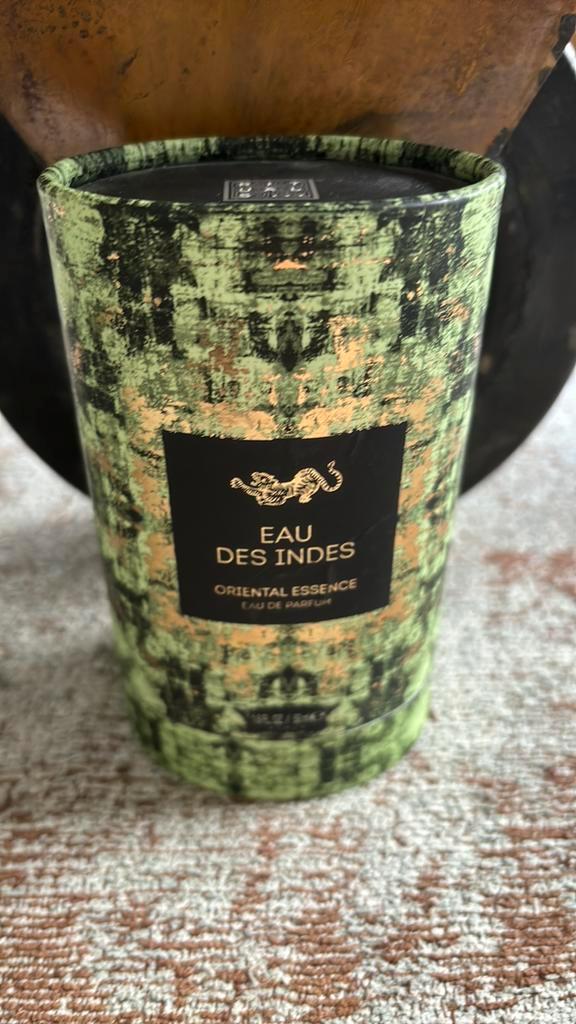 EAU
DES INDES
ORIENTAL ESSENCE
EAU DE PARFUM